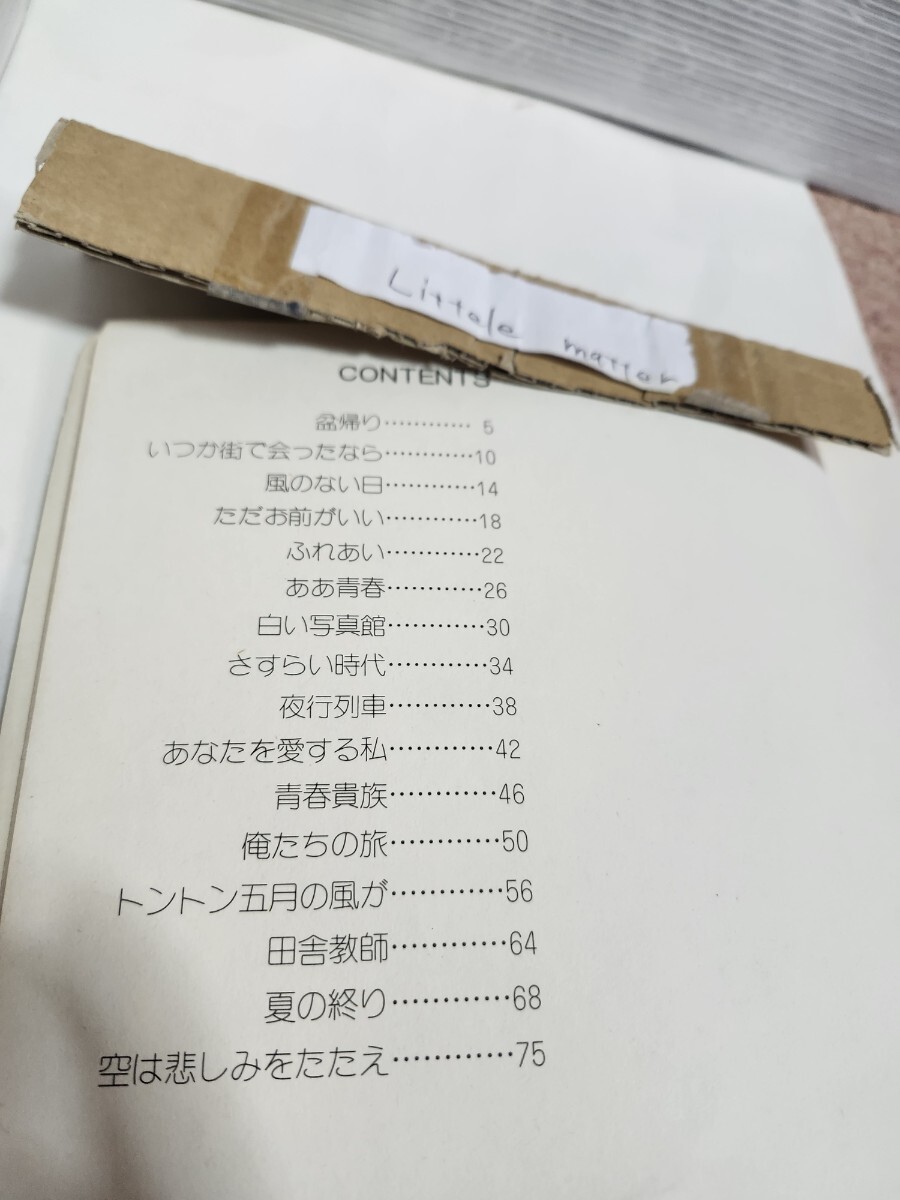 Littole mattor
CONTENTS
盆帰り………… 5
いつか街で会ったなら…………10
風のない日…………14
ただお前がいい…………18
ふれあい…………22
ああ青春…………26
白い写真館…………30
さすらい時代…………34
夜行列車…………38
あなたを愛する私…………42
青春貴族…………46
俺たちの旅…………50
トントン五月の風が…………56
田舎教師…………64
夏の終り…………68
空は悲しみをたたえ…………75